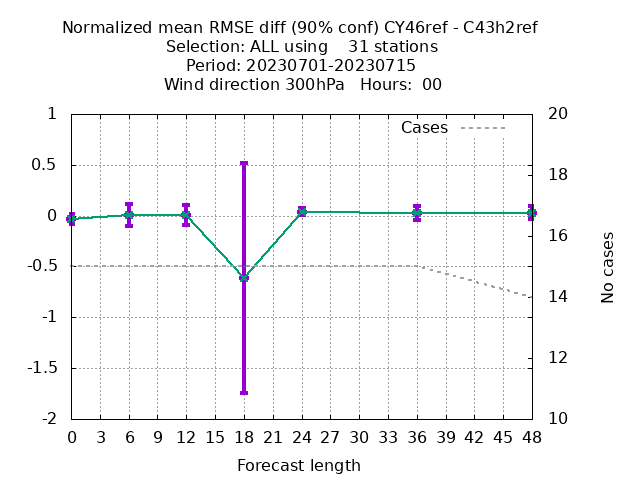 Normalized mean RMSE diff (90% conf) CY46ref - C43h2ref
Selection: ALL using    31 stations
Period: 20230701-20230715
Wind direction 300hPa   Hours:  00
Cases
1
0.5
0
-0.5
-1
-1.5
-2
20
18
16
14
12
10
No cases
0 3 6 9 12 15 18 21 24 27 30 33 36 39 42 45 48
Forecast length